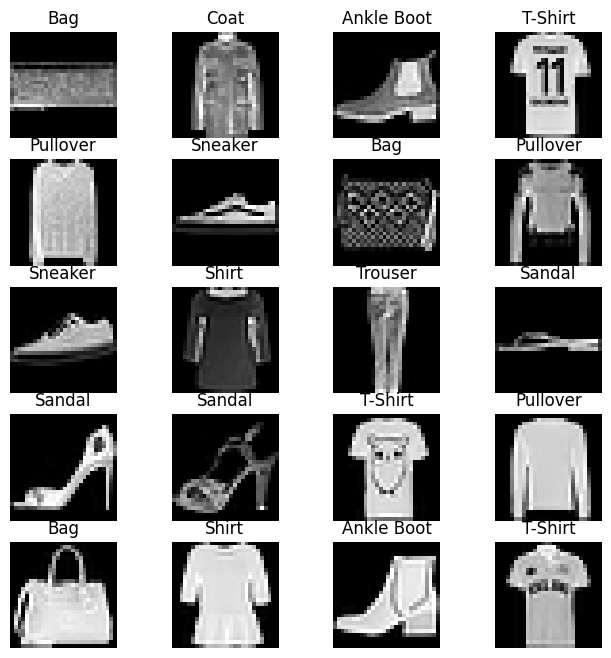 Bag Coat Ankle Boot T-Shirt
11
Pullover Sneaker Bag Pullover
Sneaker Shirt Trouser Sandal
Sandal Sandal T-Shirt Pullover
Bag Shirt Ankle Boot T-Shirt